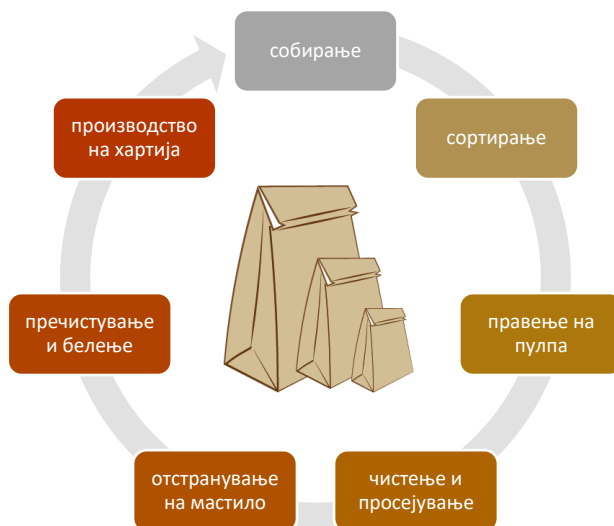 собирање
сортирање
правење на
пулпа
чистење и
просејување
отстранување
на мастило
пречистување
и белење
производство
на хартија